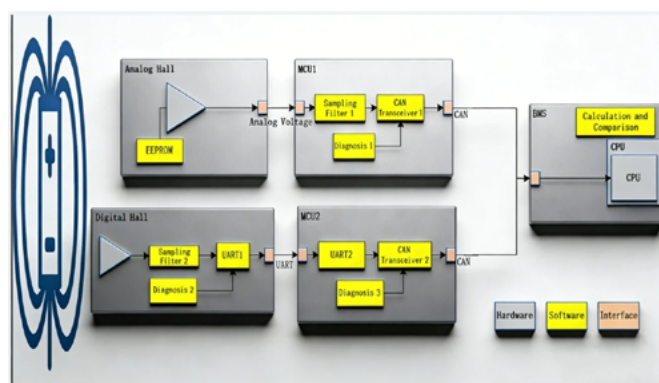 Analog Hall
EEPROM
Analog Voltage
MCU1
Sampling
Filter 1
CAN
Transceiver 1
Diagnosis 1
CAN
BMS
Calculation and
Comparison
CPU
CPU
Digital Hall
Sampling
Filter 2
UART1
Diagnosis 2
UART
MCU2
UART2
CAN
Transceiver 2
Diagnosis 3
CAN
Hardware
Software
Interface